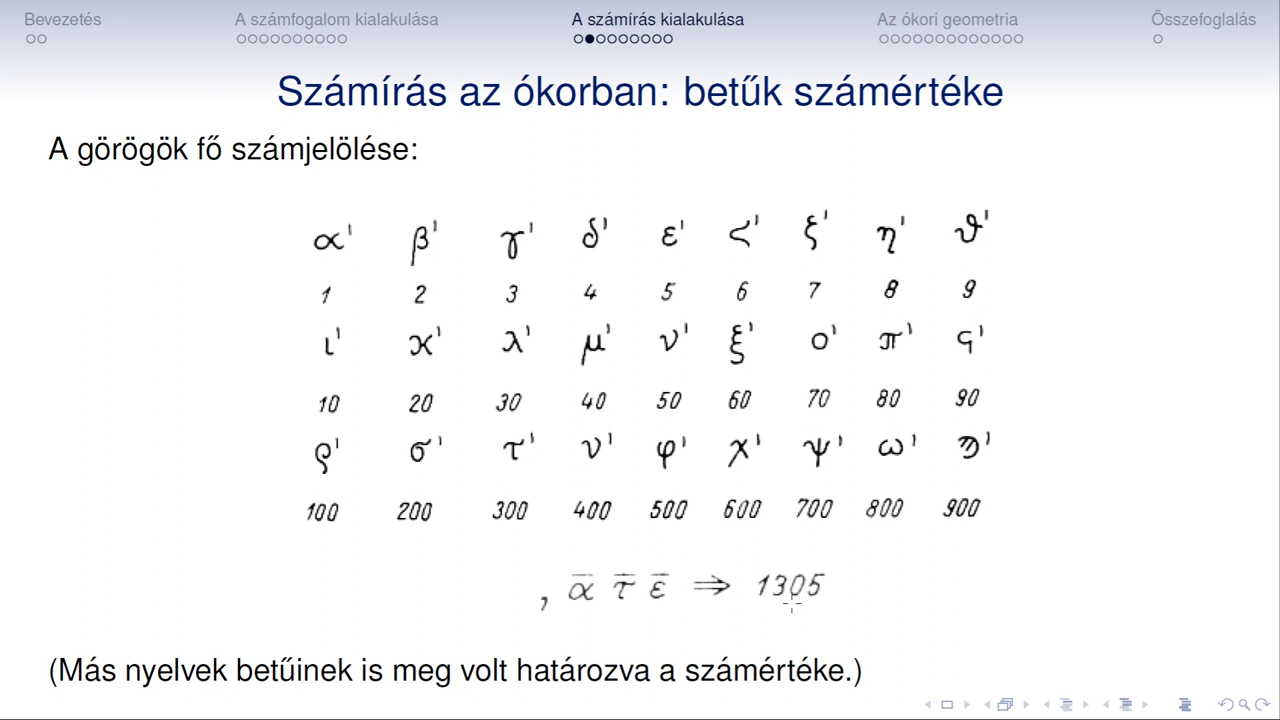 Bevezetés A számfogalom kialakulása A számírás kialakulása Az ókori geometria Összefoglalás
Számírás az ókorban: betűk számértéke
A görögök fő számjelölése:
α' β' γ' δ' ε' ς' ξ' η' ϑ'
1 2 3 4 5 6 7 8 9
ι' ϰ' λ' μ' ν' ξ' ο' π' ϟ'
10 20 30 40 50 60 70 80 90
ρ' σ' τ' ν' φ' χ' ψ' ω' ϡ'
100 200 300 400 500 600 700 800 900
, α̅ τ̅ ε̅ ⇒ 1305
(Más nyelvek betűinek is meg volt határozva a számértéke.)